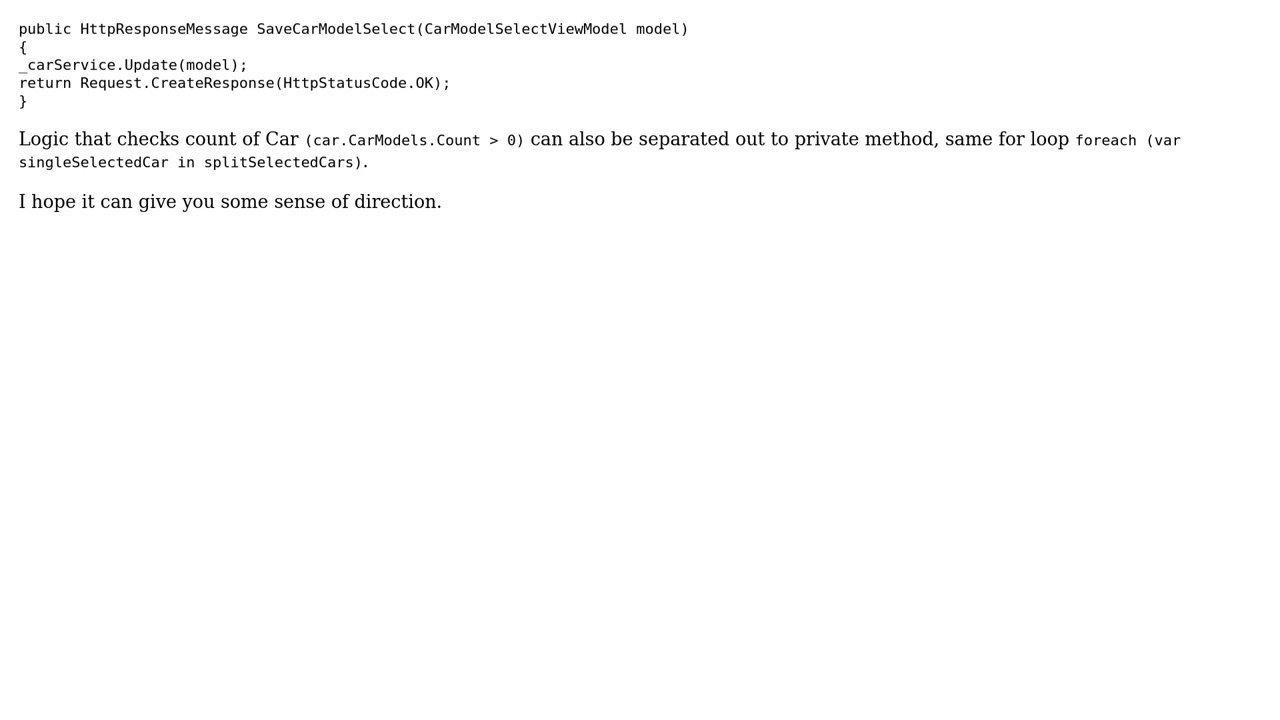 public HttpResponseMessage SaveCarModelSelect(CarModelSelectViewModel model)
{
_carService.Update(model);
return Request.CreateResponse(HttpStatusCode.OK);
}
Logic that checks count of Car (car.CarModels.Count > 0) can also be separated out to private method, same for loop foreach (var
singleSelectedCar in splitSelectedCars).
I hope it can give you some sense of direction.